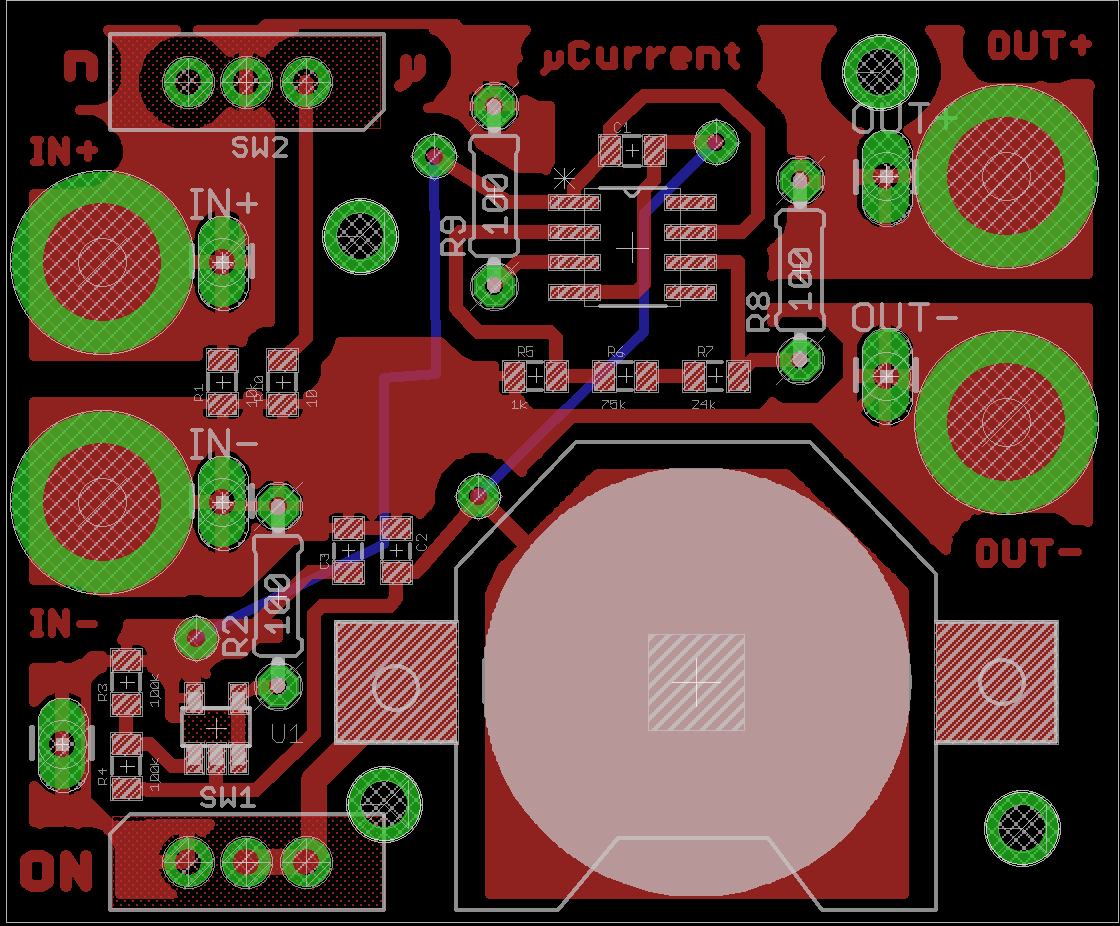 n
µ
µCurrent
OUT+
OUT+
IN+
SW2
C1
IN+
R9
100
R8
100
OUT-
R5
R6
R7
R1
10k
10
1k
75k
24k
IN-
C3
C2
OUT-
IN-
R2
100
R3
100k
U1
R4
100k
SW1
ON